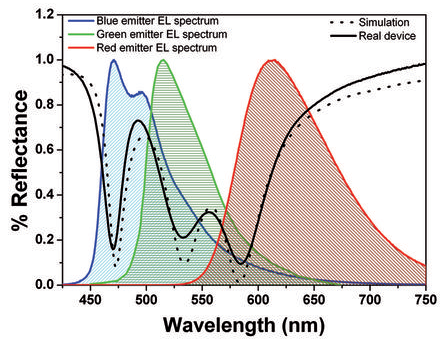 Blue emitter EL spectrum
Green emitter EL spectrum
Red emitter EL spectrum
Simulation
Real device
% Reflectance
1.2
1.0
0.8
0.6
0.4
0.2
0.0
450 500 550 600 650 700 750
Wavelength (nm)